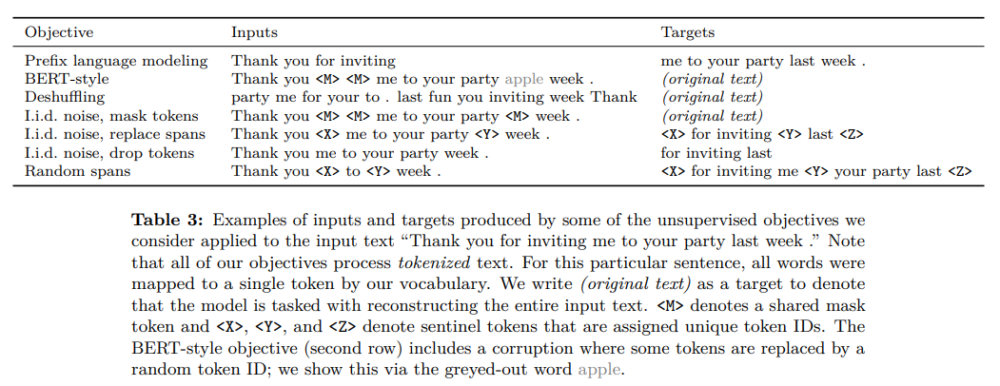 Objective Inputs Targets
Prefix language modeling Thank you for inviting me to your party last week .
BERT-style Thank you <M> <M> me to your party apple week . (original text)
Deshuffling party me for your to . last fun you inviting week Thank (original text)
I.i.d. noise, mask tokens Thank you <M> <M> me to your party <M> week . (original text)
I.i.d. noise, replace spans Thank you <X> me to your party <Y> week . <X> for inviting <Y> last <Z>
I.i.d. noise, drop tokens Thank you me to your party week . for inviting last
Random spans Thank you <X> to <Y> week . <X> for inviting me <Y> your party last <Z>
Table 3: Examples of inputs and targets produced by some of the unsupervised objectives we
consider applied to the input text “Thank you for inviting me to your party last week .” Note
that all of our objectives process tokenized text. For this particular sentence, all words were
mapped to a single token by our vocabulary. We write (original text) as a target to denote
that the model is tasked with reconstructing the entire input text. <M> denotes a shared mask
token and <X>, <Y>, and <Z> denote sentinel tokens that are assigned unique token IDs. The
BERT-style objective (second row) includes a corruption where some tokens are replaced by a
random token ID; we show this via the greyed-out word apple.